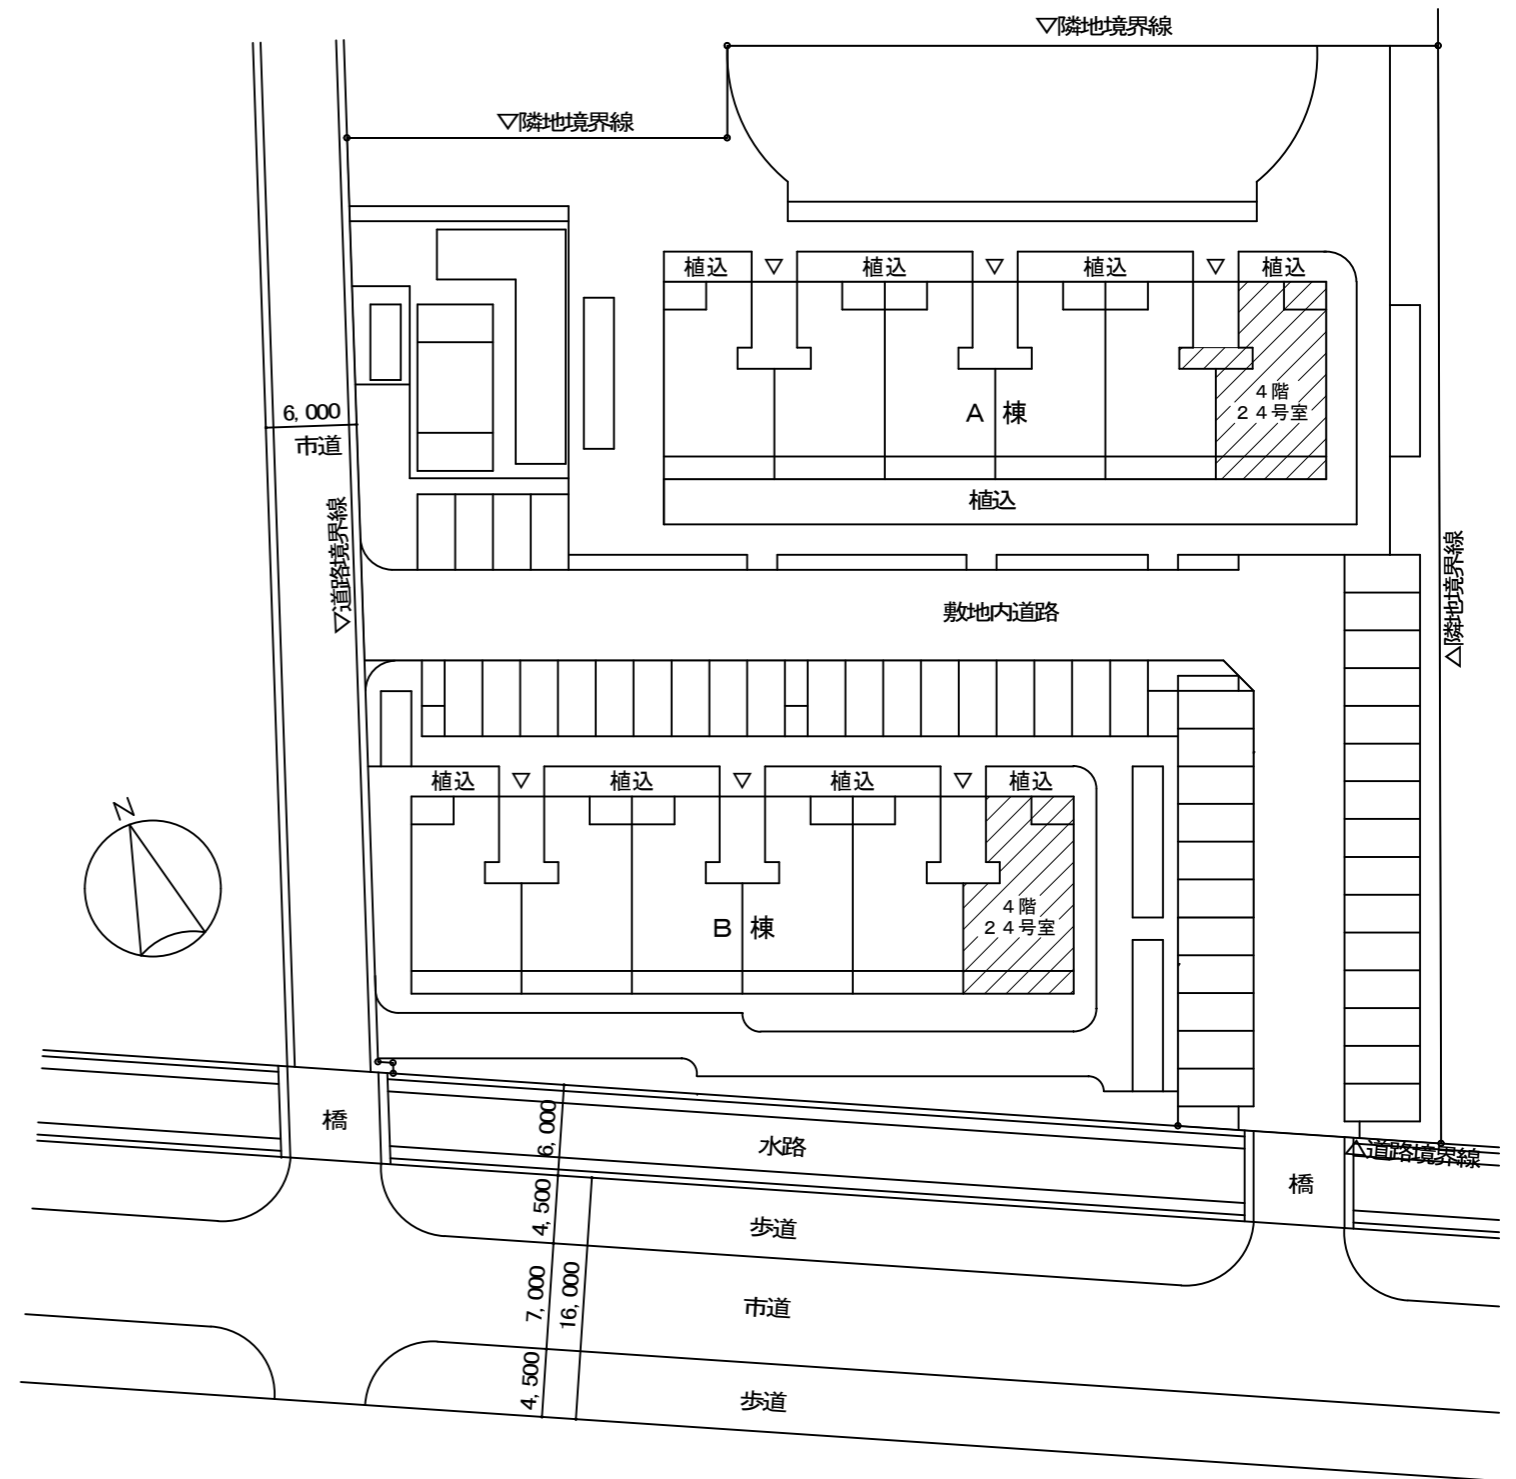 ▽隣地境界線
▽隣地境界線
植込 ▽ 植込 ▽ 植込 ▽ 植込
4階
24号室
A 棟
6,000
市道
植込
▽道路境界線
△隣地境界線
敷地内道路
植込 ▽ 植込 ▽ 植込 ▽ 植込
N
4階
24号室
B 棟
橋
6,000
水路
△道路境界線
橋
4,500
歩道
7,000
16,000
市道
4,500
歩道